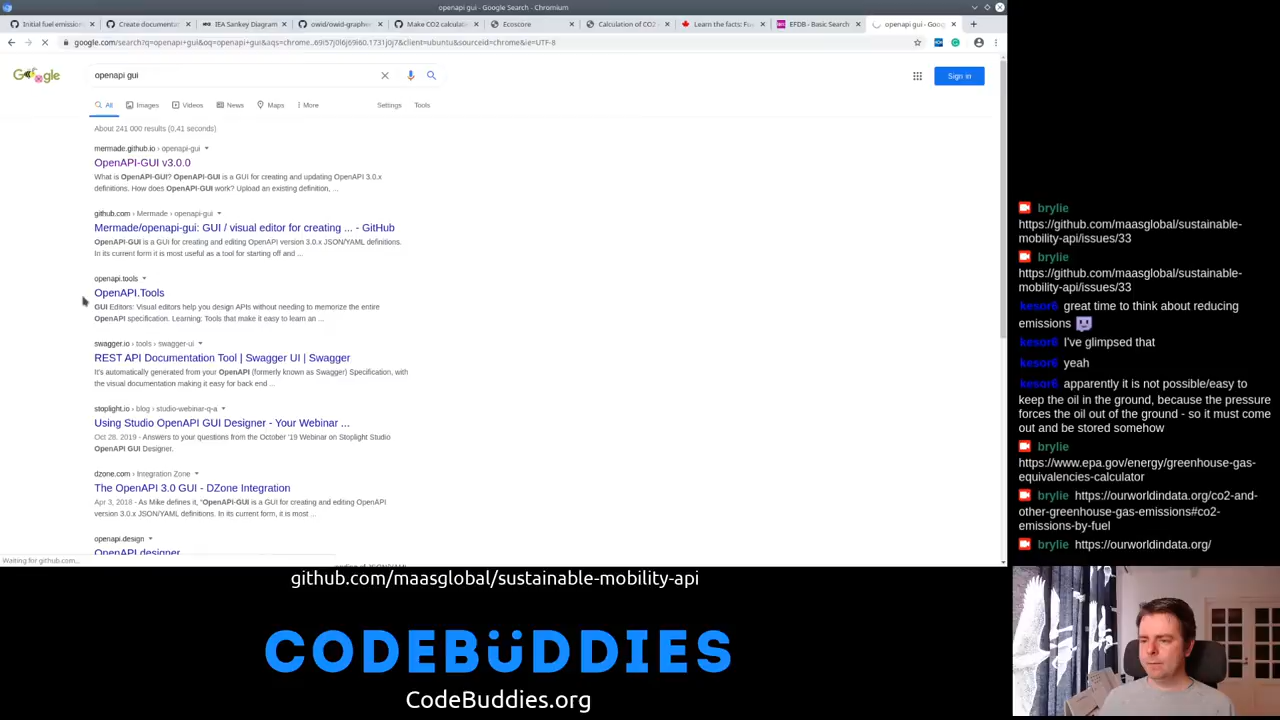 openapi gui - Google Search - Chromium
Initial fuel emission
Create documenta
IEA Sankey Diagram
owid/owid-grapher
Make CO2 calculat
Ecoscore
Calculation of CO2
Learn the facts: Fu
EFDB - Basic Search
openapi gui - Goog
google.com/search?q=openapi+gui&oq=openapi+gui&aqs=chrome..69i57j0l6j69i60.1731j0j7&client=ubuntu&sourceid=chrome&ie=UTF-8
openapi gui
Sign in
All
Images
Videos
News
Maps
More
Settings
Tools
About 241 000 results (0,41 seconds)
mermade.github.io › openapi-gui
OpenAPI-GUI v3.0.0
What is OpenAPI-GUI? OpenAPI-GUI is a GUI for creating and updating OpenAPI 3.0.x
definitions. How does OpenAPI-GUI work? Upload an existing definition, ...
github.com › Mermade › openapi-gui
Mermade/openapi-gui: GUI / visual editor for creating ... - GitHub
OpenAPI-GUI is a GUI for creating and editing OpenAPI version 3.0.x JSON/YAML definitions.
In its current form it is most useful as a tool for starting off and ...
openapi.tools
OpenAPI.Tools
GUI Editors: Visual editors help you design APIs without needing to memorize the entire
OpenAPI specification. Learning: Tools that make it easy to learn an ...
swagger.io › tools › swagger-ui
REST API Documentation Tool | Swagger UI | Swagger
It's automatically generated from your OpenAPI (formerly known as Swagger) Specification, with
the visual documentation making it easy for back end ...
stoplight.io › blog › studio-webinar-q-a
Using Studio OpenAPI GUI Designer - Your Webinar ...
Oct 28, 2019 - Answers to your questions from the October '19 Webinar on Stoplight Studio
OpenAPI GUI Designer.
dzone.com › Integration Zone
The OpenAPI 3.0 GUI - DZone Integration
Apr 3, 2018 - As Mike defines it, "OpenAPI-GUI is a GUI for creating and editing OpenAPI
version 3.0.x JSON/YAML definitions. In its current form, it is most ...
openapi.design
OpenAPI designer
Waiting for github.com...
brylie
https://github.com/maasglobal/sustainable-
mobility-api/issues/33
brylie
https://github.com/maasglobal/sustainable-
mobility-api/issues/33
kesor6 great time to think about reducing
emissions
kesor6 I've glimpsed that
kesor6 yeah
kesor6 apparently it is not possible/easy to
keep the oil in the ground, because the pressure
forces the oil out of the ground - so it must come
out and be stored somehow
brylie
https://www.epa.gov/energy/greenhouse-gas-
equivalencies-calculator
brylie https://ourworldindata.org/co2-and-
other-greenhouse-gas-emissions#co2-
emissions-by-fuel
brylie https://ourworldindata.org/
github.com/maasglobal/sustainable-mobility-api
CODEBüDDIES
CodeBuddies.org